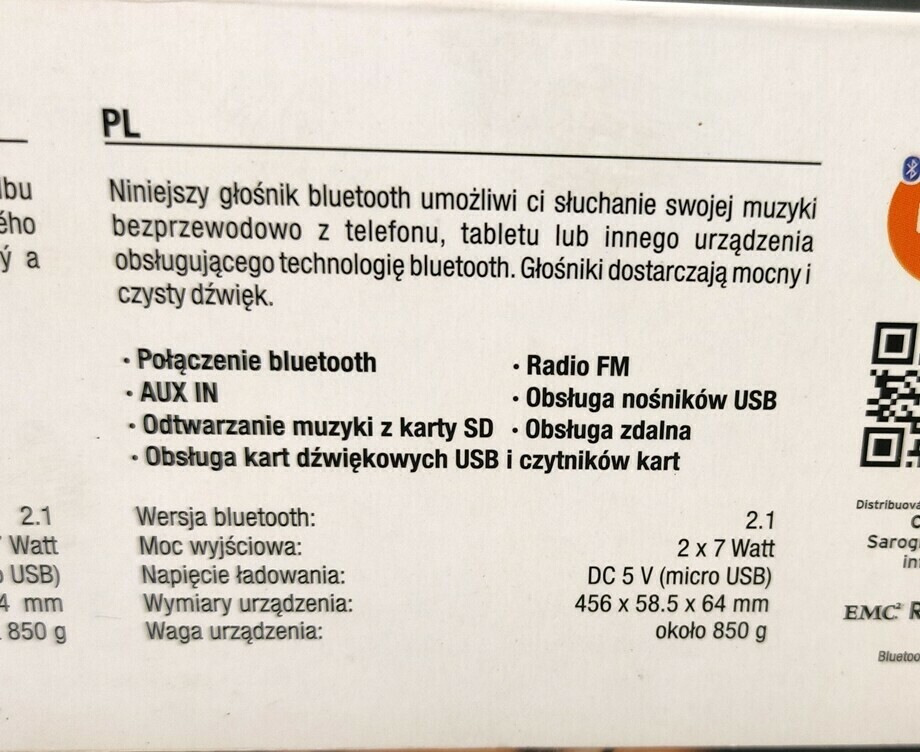 PL
Niniejszy głośnik bluetooth umożliwi ci słuchanie swojej muzyki
bezprzewodowo z telefonu, tabletu lub innego urządzenia
obsługującego technologię bluetooth. Głośniki dostarczają mocny i
czysty dźwięk.
· Połączenie bluetooth
· AUX IN
· Odtwarzanie muzyki z karty SD
· Obsługa kart dźwiękowych USB i czytników kart
· Radio FM
· Obsługa nośników USB
· Obsługa zdalna
Wersja bluetooth: 2.1
Moc wyjściowa: 2 x 7 Watt
Napięcie ładowania: DC 5 V (micro USB)
Wymiary urządzenia: 456 x 58.5 x 64 mm
Waga urządzenia: około 850 g
ý a
2.1
Watt
USB)
4 mm
850 g
EMC²